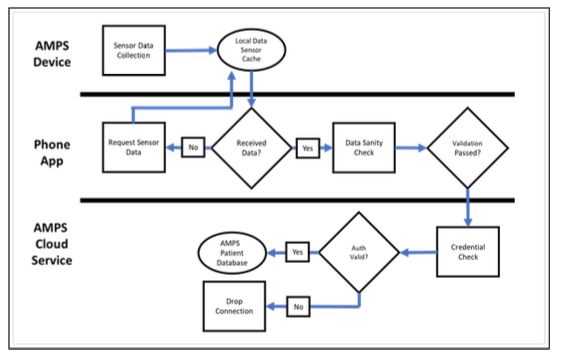 AMPS
Device
Sensor Data
Collection
Local Data
Sensor
Cache
Phone
App
Request Sensor
Data
No
Received
Data?
Yes
Data Sanity
Check
Validation
Passed?
AMPS
Cloud
Service
AMPS
Patient
Database
Yes
Auth
Valid?
Credential
Check
Drop
Connection
No